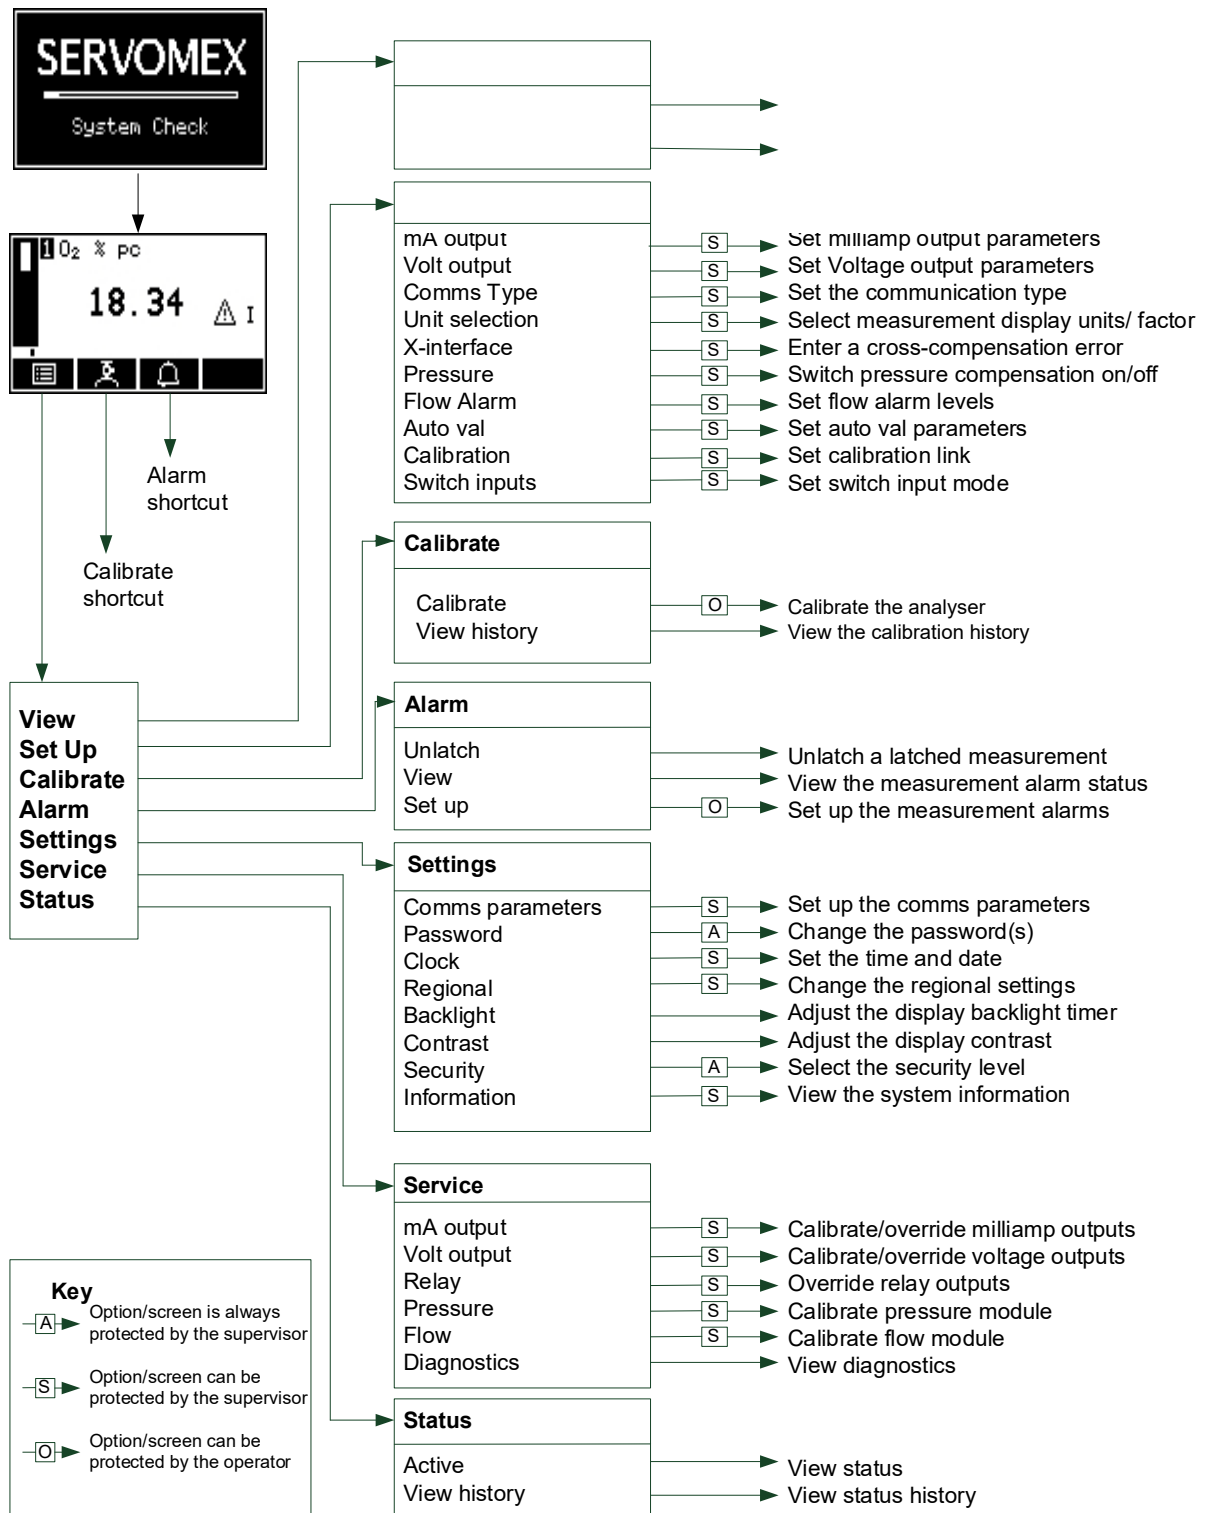 SERVOMEX
System Check
1 O2 % pc
18.34
I
Alarm
shortcut
Calibrate
shortcut
View
Set Up
Calibrate
Alarm
Settings
Service
Status
mA output S Set milliamp output parameters
Volt output S Set Voltage output parameters
Comms Type S Set the communication type
Unit selection S Select measurement display units/ factor
X-interface S Enter a cross-compensation error
Pressure S Switch pressure compensation on/off
Flow Alarm S Set flow alarm levels
Auto val S Set auto val parameters
Calibration S Set calibration link
Switch inputs S Set switch input mode
Calibrate
Calibrate O Calibrate the analyser
View history View the calibration history
Alarm
Unlatch Unlatch a latched measurement
View View the measurement alarm status
Set up O Set up the measurement alarms
Settings
Comms parameters S Set up the comms parameters
Password A Change the password(s)
Clock S Set the time and date
Regional S Change the regional settings
Backlight Adjust the display backlight timer
Contrast Adjust the display contrast
Security A Select the security level
Information S View the system information
Service
mA output S Calibrate/override milliamp outputs
Volt output S Calibrate/override voltage outputs
Relay S Override relay outputs
Pressure S Calibrate pressure module
Flow S Calibrate flow module
Diagnostics View diagnostics
Status
Active View status
View history View status history
Key
A Option/screen is always
protected by the supervisor
S Option/screen can be
protected by the supervisor
O Option/screen can be
protected by the operator